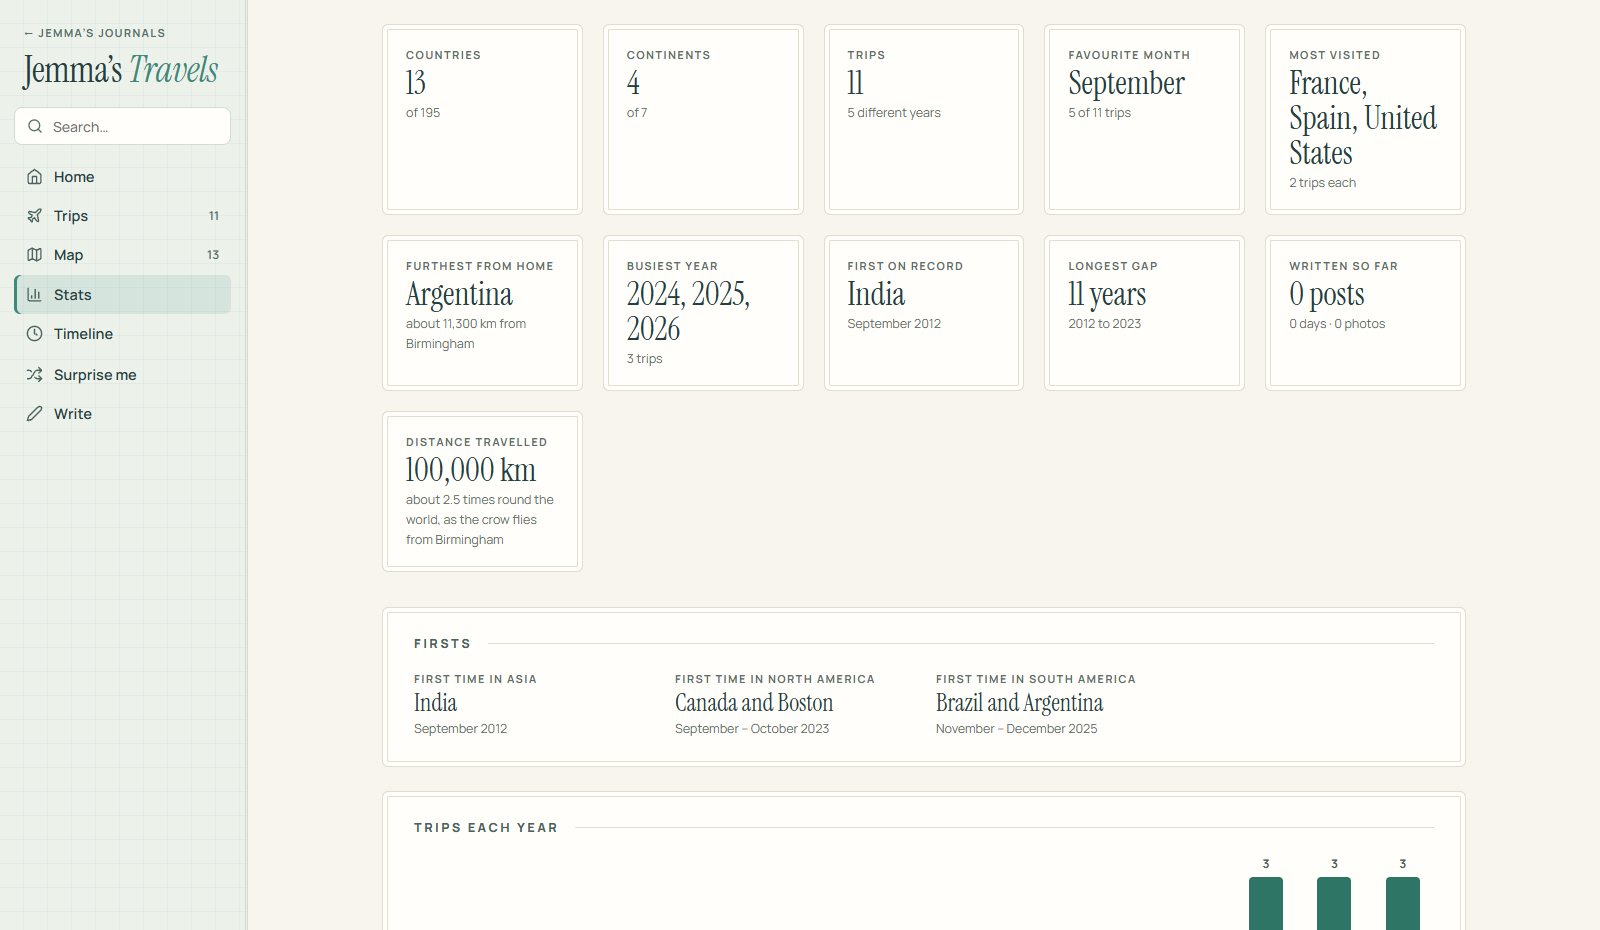 ← JEMMA'S JOURNALS
Jemma's Travels
Search...
Home
Trips 11
Map 13
Stats
Timeline
Surprise me
Write
COUNTRIES
13
of 195
CONTINENTS
4
of 7
TRIPS
11
5 different years
FAVOURITE MONTH
September
5 of 11 trips
MOST VISITED
France,
Spain, United
States
2 trips each
FURTHEST FROM HOME
Argentina
about 11,300 km from
Birmingham
BUSIEST YEAR
2024, 2025,
2026
3 trips
FIRST ON RECORD
India
September 2012
LONGEST GAP
11 years
2012 to 2023
WRITTEN SO FAR
0 posts
0 days · 0 photos
DISTANCE TRAVELLED
100,000 km
about 2.5 times round the
world, as the crow flies
from Birmingham
FIRSTS
FIRST TIME IN ASIA
India
September 2012
FIRST TIME IN NORTH AMERICA
Canada and Boston
September – October 2023
FIRST TIME IN SOUTH AMERICA
Brazil and Argentina
November – December 2025
TRIPS EACH YEAR
3 3 3